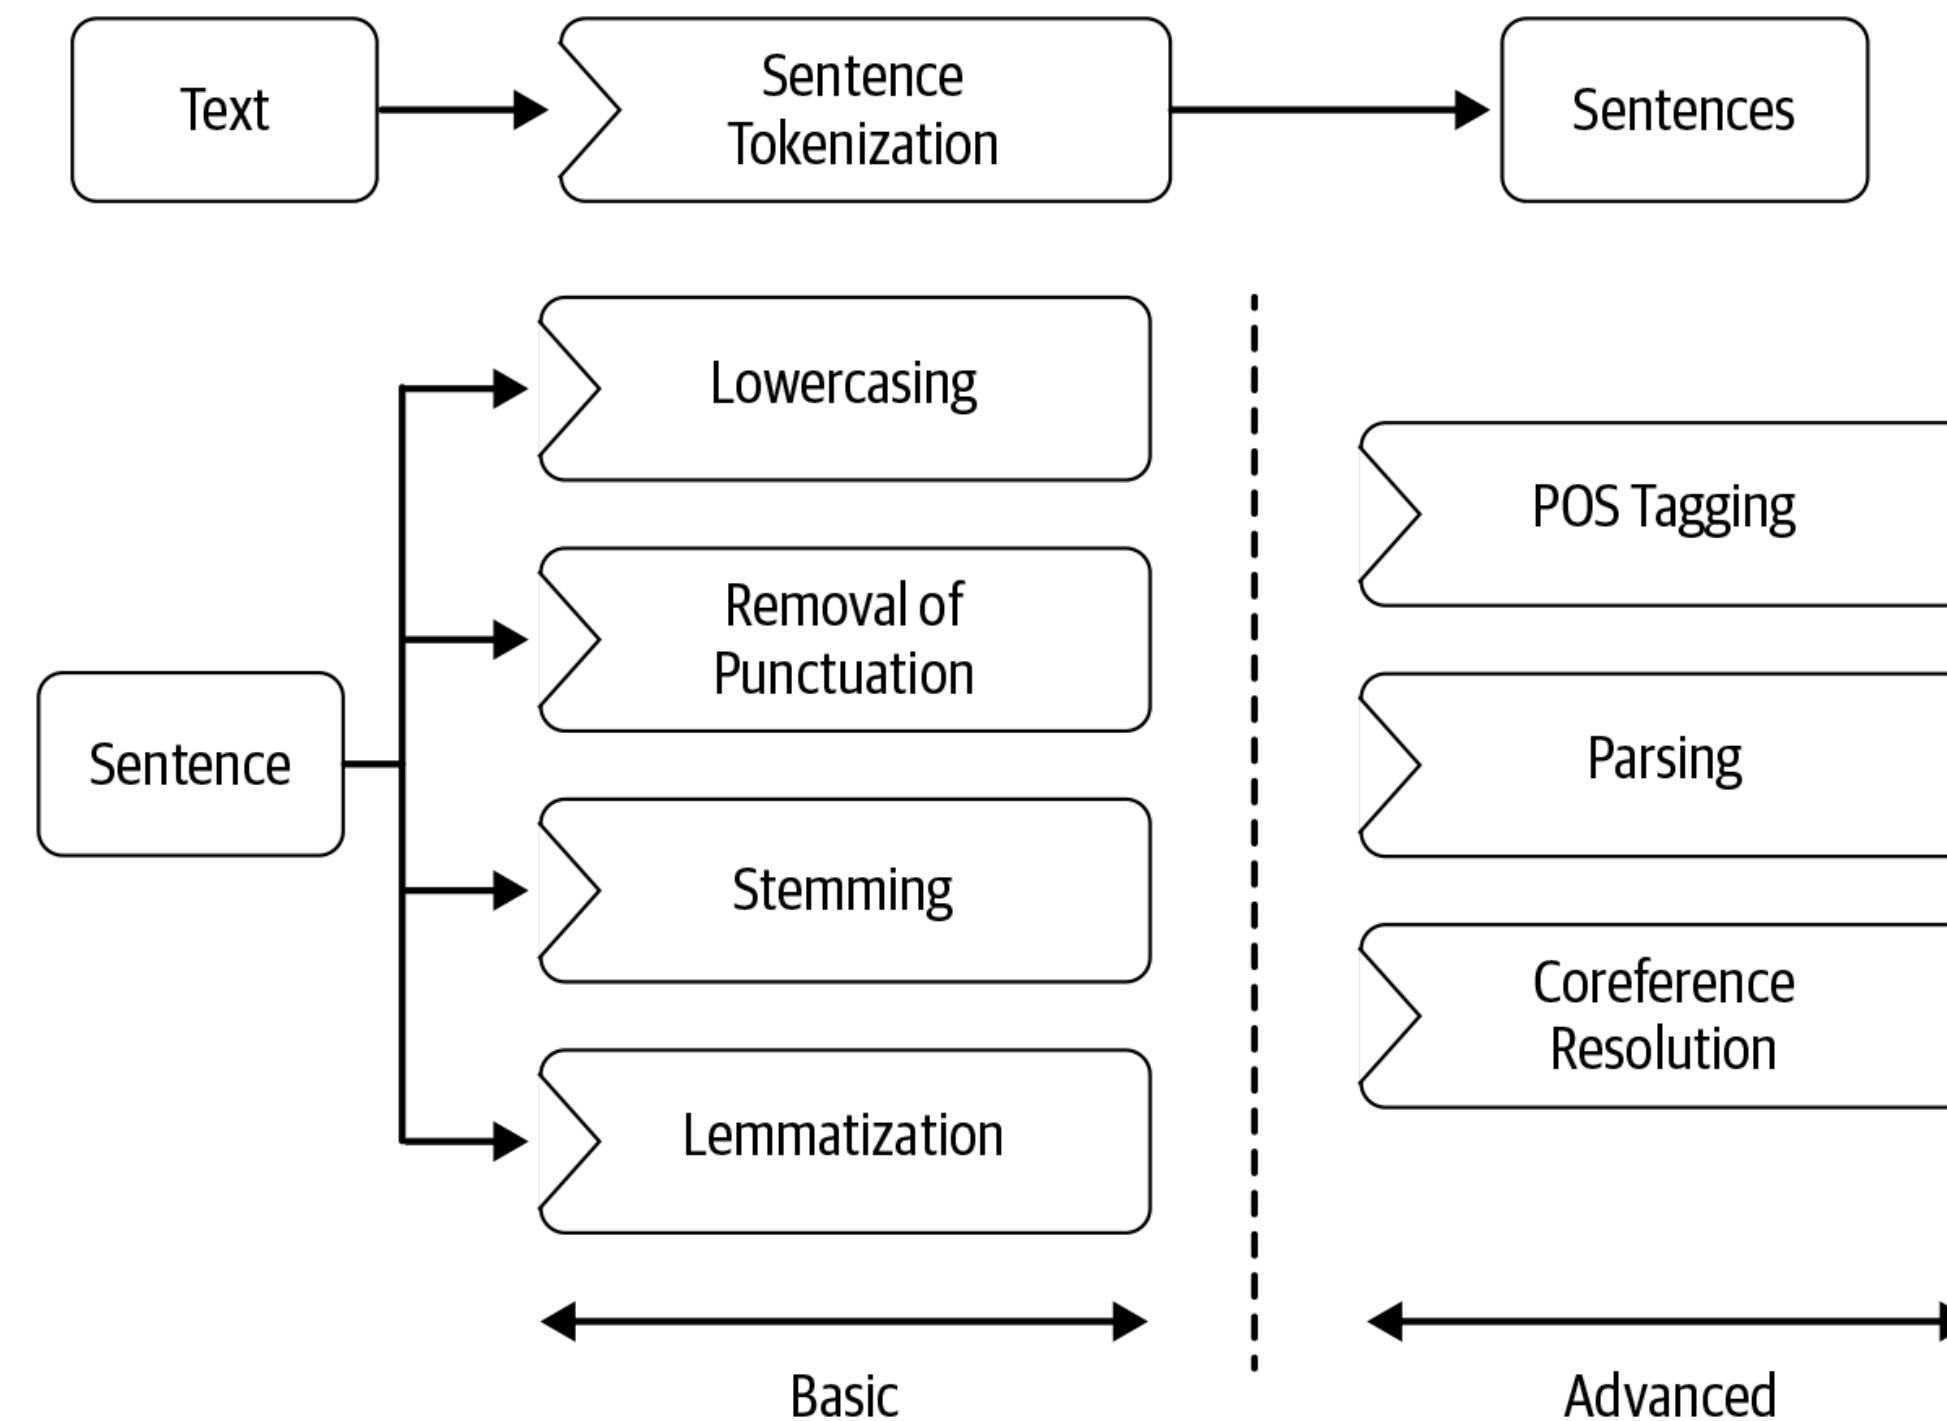 Text
Sentence
Tokenization
Sentences
Lowercasing
POS Tagging
Removal of
Punctuation
Sentence
Parsing
Stemming
Coreference
Resolution
Lemmatization
Basic
Advanced